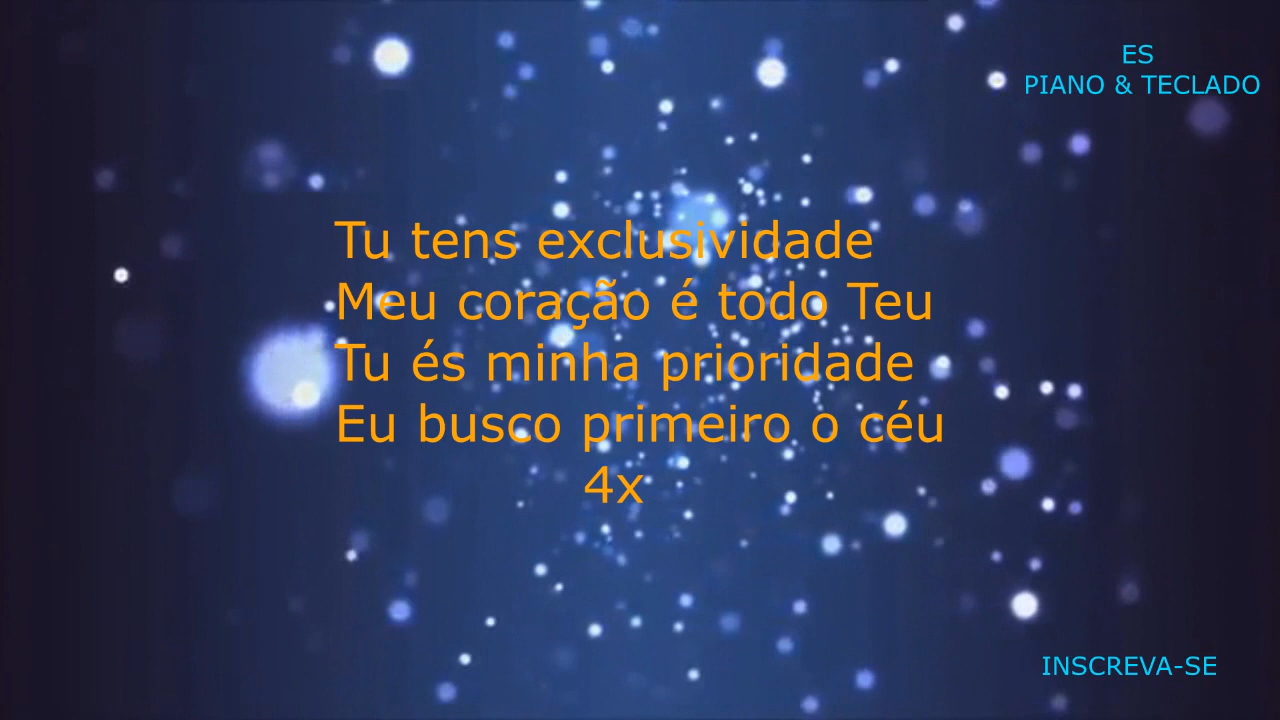 ES
PIANO & TECLADO
Tu tens exclusividade
Meu coração é todo Teu
Tu és minha prioridade
Eu busco primeiro o céu
4x
INSCREVA-SE